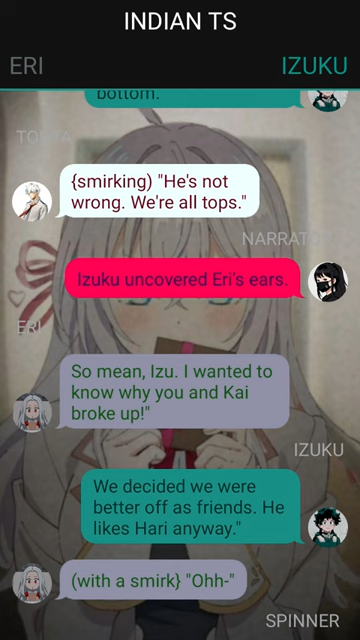 INDIAN TS
ERI
IZUKU
bottom.
{smirking) "He's not
wrong. We're all tops."
Izuku uncovered Eri's ears.
ERI
So mean, Izu. I wanted to
know why you and Kai
broke up!"
IZUKU
We decided we were
better off as friends. He
likes Hari anyway."
(with a smirk} "Ohh-"
SPINNER